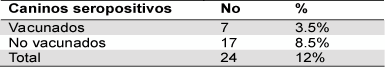 Caninos seropositivos No %
Vacunados 7 3.5%
No vacunados 17 8.5%
Total 24 12%